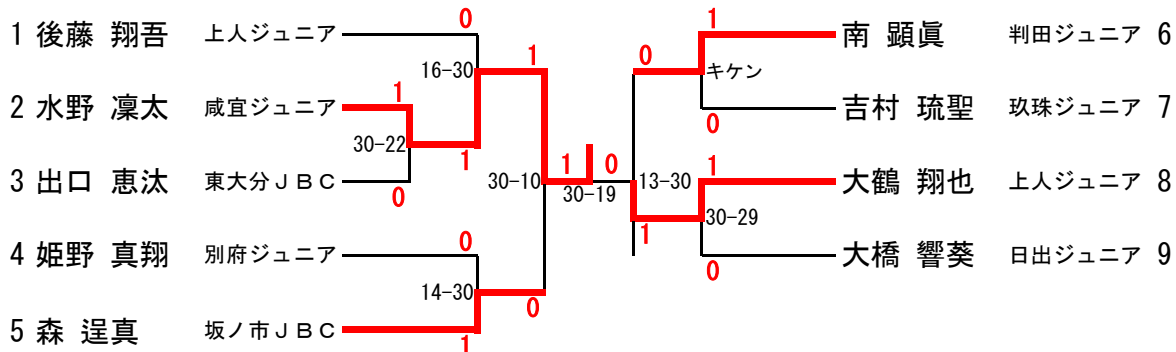 0
1
1 後藤 翔吾 上人ジュニア
南 顕眞 判田ジュニア 6
1
0
16-30
キケン
1
2 水野 凜太 咸宜ジュニア
吉村 琉聖 玖珠ジュニア 7
0
30-22
1
1 0
1
3 出口 恵汰 東大分ＪＢＣ
0
30-10
30-19
13-30
大鶴 翔也 上人ジュニア 8
30-29
1
0
4 姫野 真翔 別府ジュニア
大橋 響葵 日出ジュニア 9
0
14-30
0
5 森 逞真 坂ノ市ＪＢＣ
1